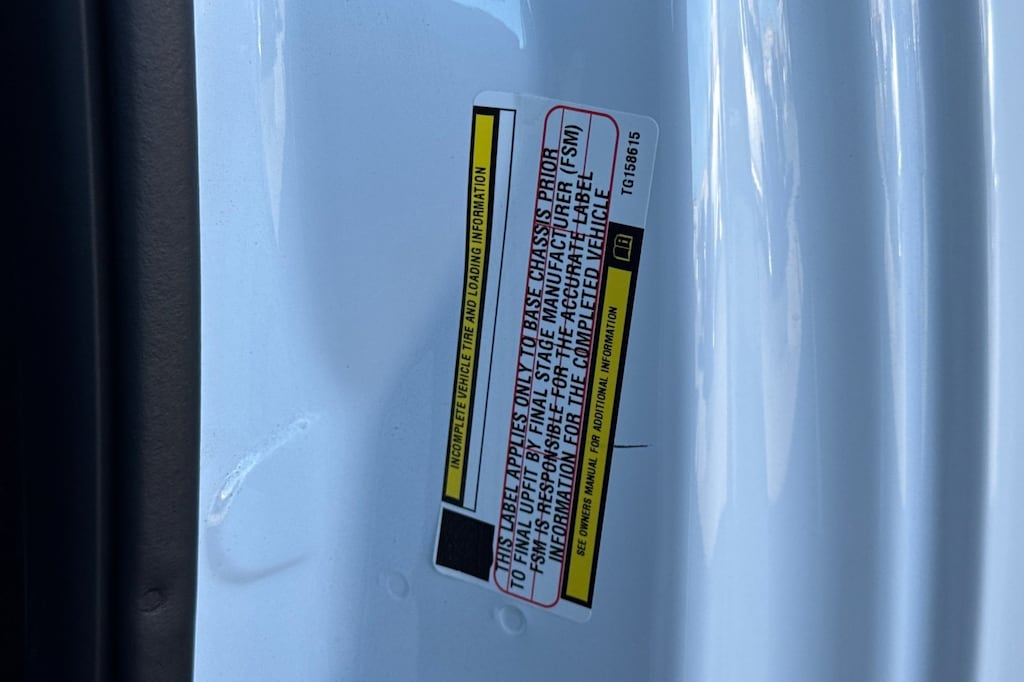 INCOMPLETE VEHICLE TIRE AND LOADING INFORMATION
THIS LABEL APPLIES ONLY TO BASE CHASSIS PRIOR
TO FINAL UPFIT BY FINAL STAGE MANUFACTURER (FSM)
FSM IS RESPONSIBLE FOR THE ACCURATE LABEL
INFORMATION FOR THE COMPLETED VEHICLE
SEE OWNERS MANUAL FOR ADDITIONAL INFORMATION
TG158615